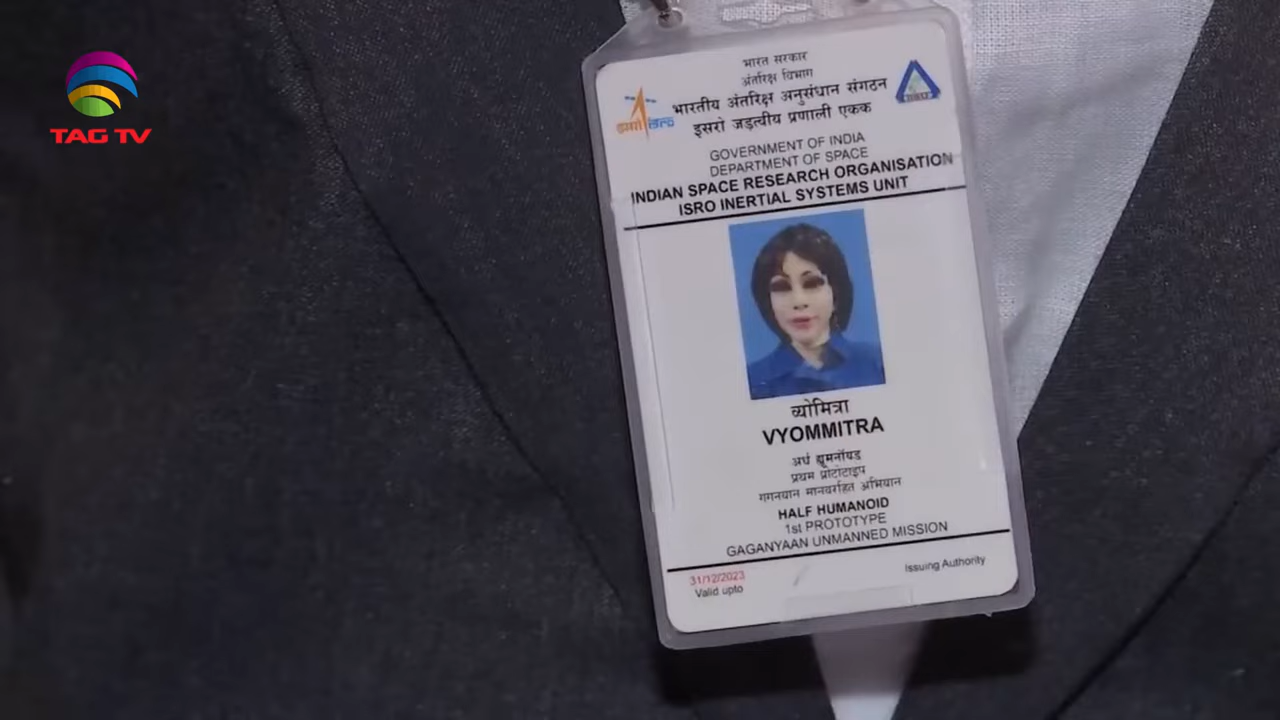 TAG TV
भारत सरकार
अंतरिक्ष विभाग
भारतीय अंतरिक्ष अनुसंधान संगठन
इसरो जड़त्वीय प्रणाली एकक
इसरो isro
GOVERNMENT OF INDIA
DEPARTMENT OF SPACE
INDIAN SPACE RESEARCH ORGANISATION
ISRO INERTIAL SYSTEMS UNIT
व्योमित्रा
VYOMMITRA
अर्ध ह्यूमनॉयड
प्रथम प्रोटोटाइप
गगनयान मानवरहित अभियान
HALF HUMANOID
1st PROTOTYPE
GAGANYAAN UNMANNED MISSION
31/12/2023
Valid upto
Issuing Authority